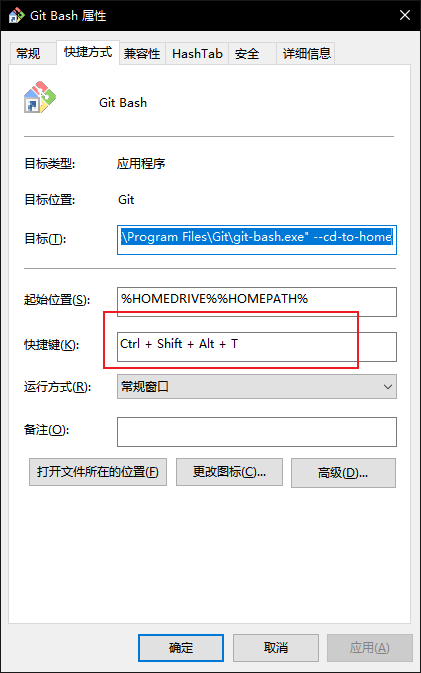 Git Bash 属性
常规 快捷方式 兼容性 HashTab 安全 详细信息
Git Bash
目标类型: 应用程序
目标位置: Git
目标(T): \Program Files\Git\git-bash.exe" --cd-to-home
起始位置(S): %HOMEDRIVE%%HOMEPATH%
快捷键(K): Ctrl + Shift + Alt + T
运行方式(R): 常规窗口
备注(O):
打开文件所在的位置(F) 更改图标(C)... 高级(D)...
确定 取消 应用(A)